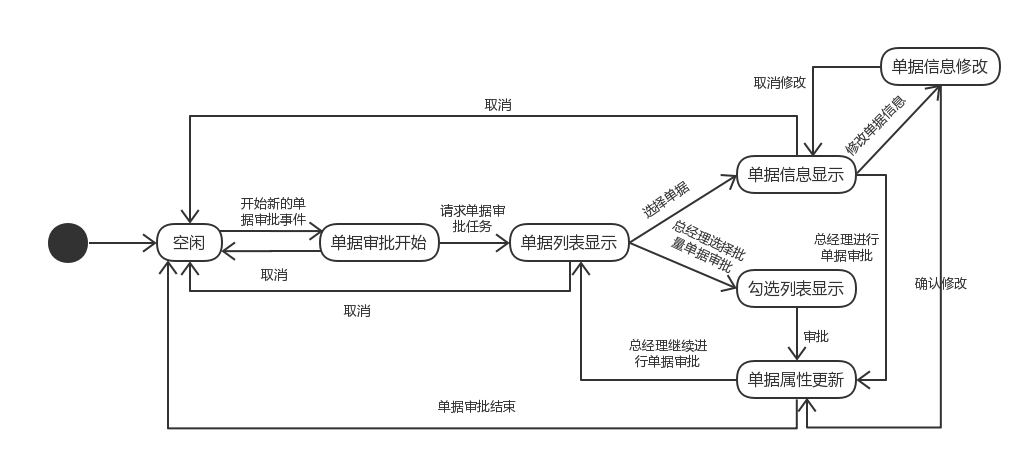 单据信息修改
取消修改
修改单据信息
取消
单据信息显示
选择单据
开始新的单
据审批事件
请求单据审
批任务
空闲
单据审批开始
单据列表显示
总经理选择批
量单据审批
总经理进行
单据审批
取消
勾选列表显示
确认修改
取消
审批
总经理继续进
行单据审批
单据属性更新
单据审批结束